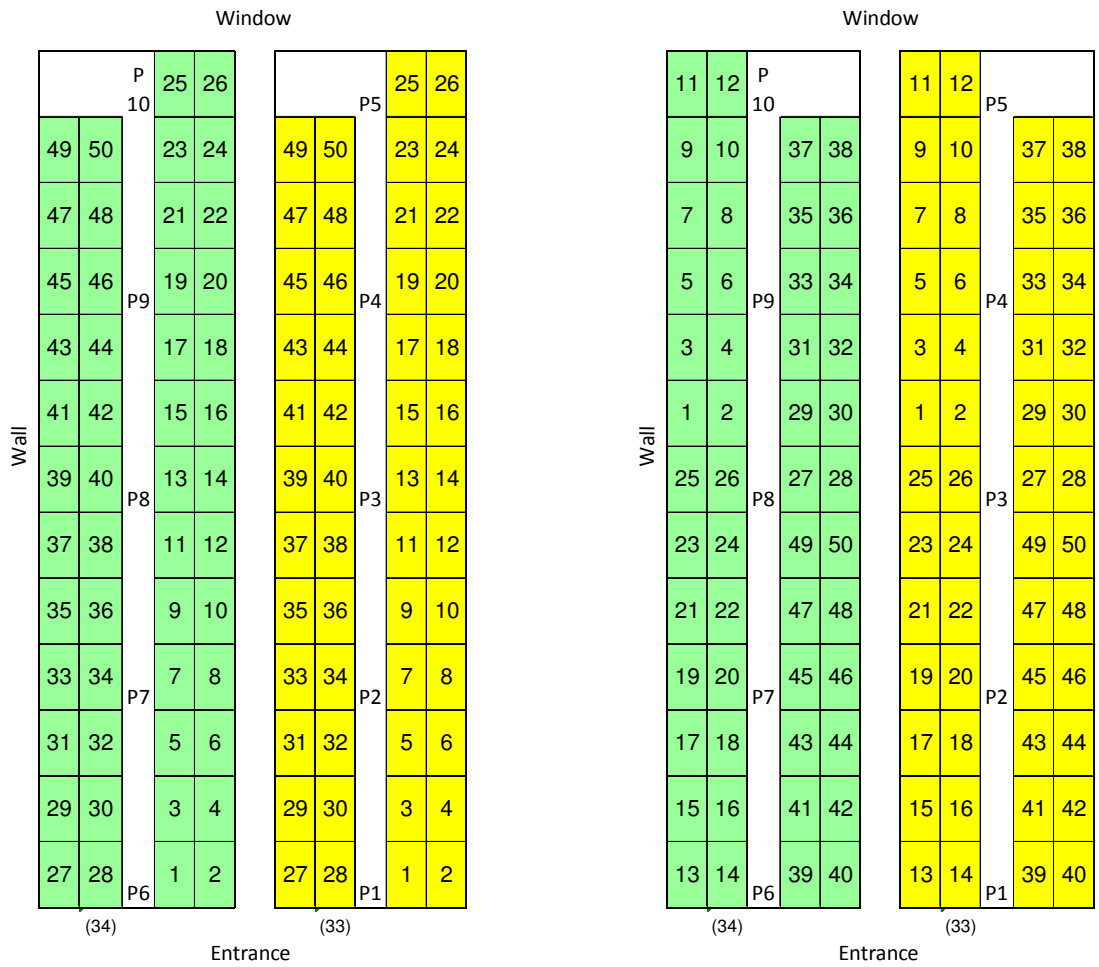 Window Window
P 25 26 25 26 11 12 P 11 12
10 P5 10 P5
49 50 23 24 49 50 23 24 9 10 37 38 9 10 37 38
47 48 21 22 47 48 21 22 7 8 35 36 7 8 35 36
45 46 19 20 45 46 19 20 5 6 33 34 5 6 33 34
P9 P4 P9 P4
43 44 17 18 43 44 17 18 3 4 31 32 3 4 31 32
41 42 15 16 41 42 15 16 1 2 29 30 1 2 29 30
Wall Wall
39 40 13 14 39 40 13 14 25 26 27 28 25 26 27 28
P8 P3 P8 P3
37 38 11 12 37 38 11 12 23 24 49 50 23 24 49 50
35 36 9 10 35 36 9 10 21 22 47 48 21 22 47 48
33 34 7 8 33 34 7 8 19 20 45 46 19 20 45 46
P7 P2 P7 P2
31 32 5 6 31 32 5 6 17 18 43 44 17 18 43 44
29 30 3 4 29 30 3 4 15 16 41 42 15 16 41 42
27 28 1 2 27 28 1 2 13 14 39 40 13 14 39 40
P6 P1 P6 P1
(34) (33) (34) (33)
Entrance Entrance